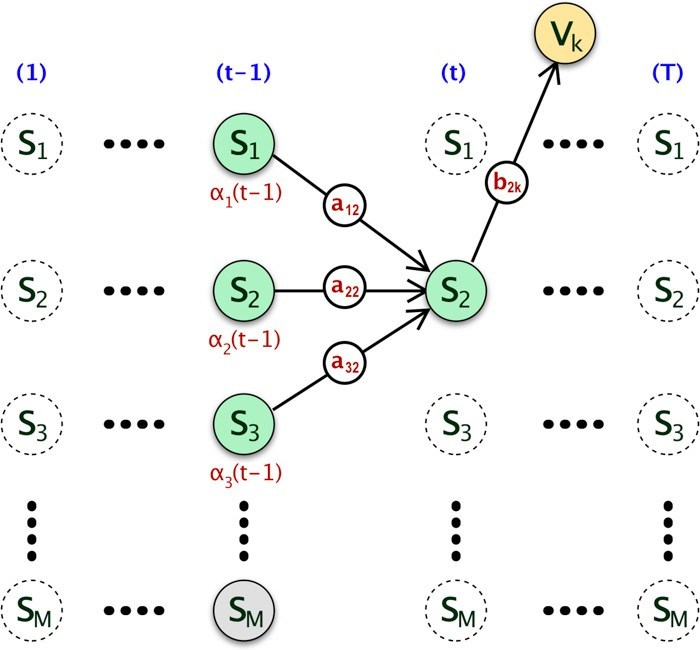 Vk
(1) (t−1) (t) (T)
S1 S1 S1 S1
b2k
α1(t−1) a12
S2 S2 a22 S2 S2
α2(t−1)
a32
S3 S3 S3 S3
α3(t−1)
SM SM SM SM